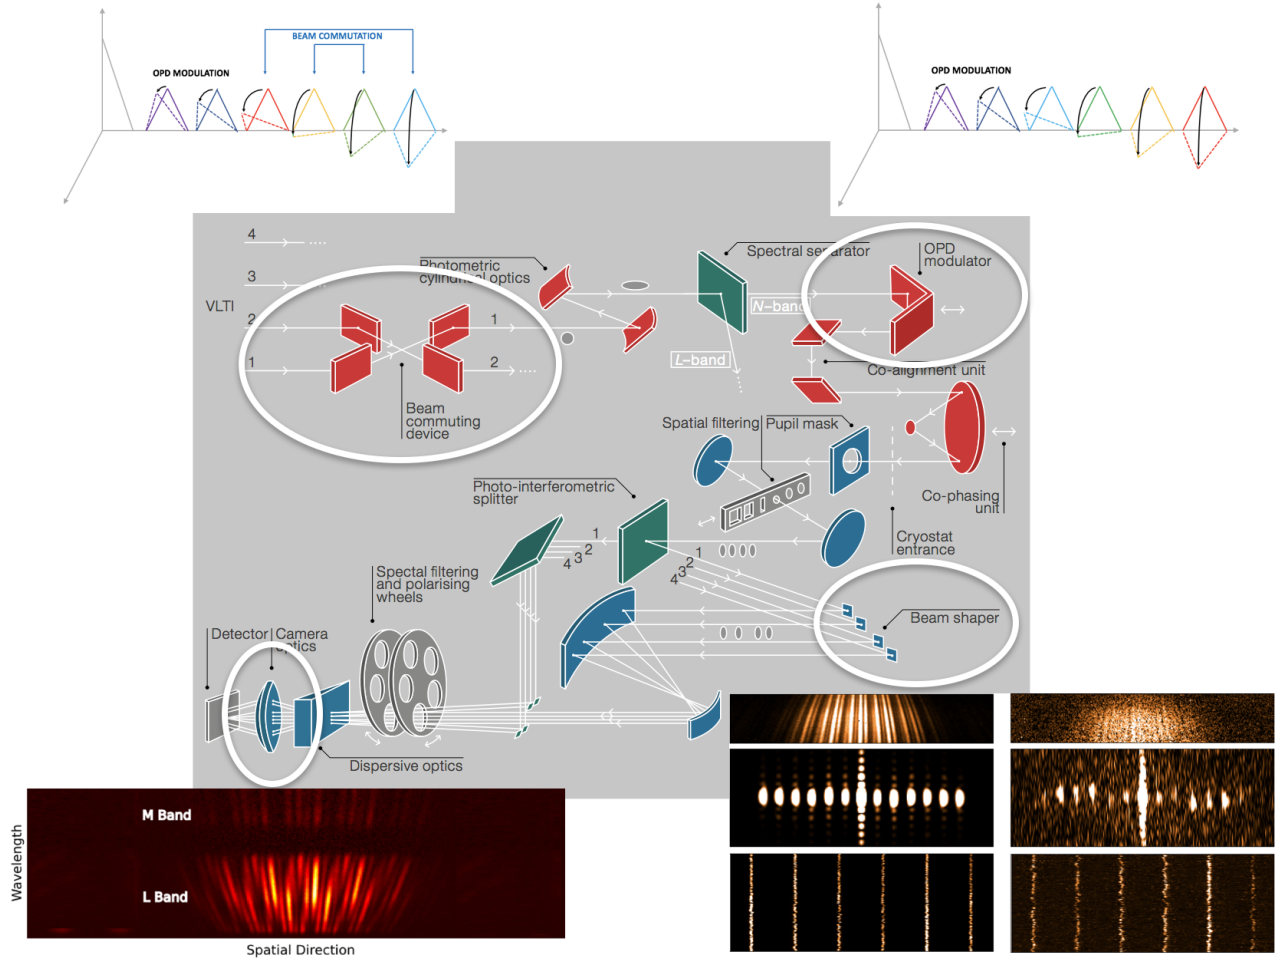 BEAM COMMUTATION
OPD MODULATION
OPD MODULATION
4
3
VLTI
2
1
1
2
Beam
commuting
device
Photometric
cylindrical optics
Spectral separator
OPD
modulator
N–band
L–band
Co-alignment unit
Spatial filtering
Pupil mask
Co-phasing
unit
Cryostat
entrance
Photo-interferometric
splitter
1
2
3
4
1
2
3
4
Beam shaper
Spectal filtering
and polarising
wheels
Detector
Camera
optics
Dispersive optics
M Band
L Band
Wavelength
Spatial Direction